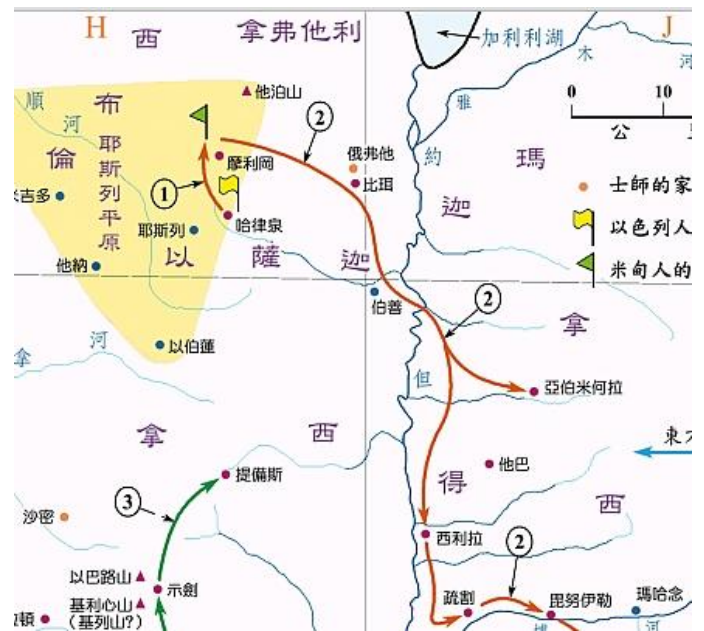 H
J
西
拿弗他利
加利利湖
木
河
順
河
布
他泊山
雅
0
10
公
約
瑪
倫
耶斯列平原
②
摩利岡
俄弗他
比珥
士師的家
吉多
①
哈律泉
迦
以色列人
耶斯列
以
薩
迦
米甸人的
他納
伯善
②
拿
以伯蓮
河
拿
但
亞伯米何拉
拿
西
東
提備斯
他巴
得
西
③
沙密
西利拉
②
以巴路山
示劍
基利心山
(基列山?)
頓
疏割
毘努伊勒
瑪哈念
河